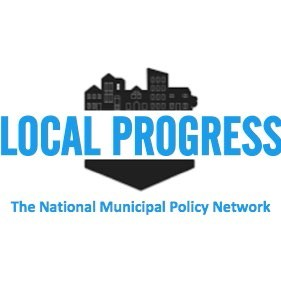 LOCAL PROGRESS
The National Municipal Policy Network